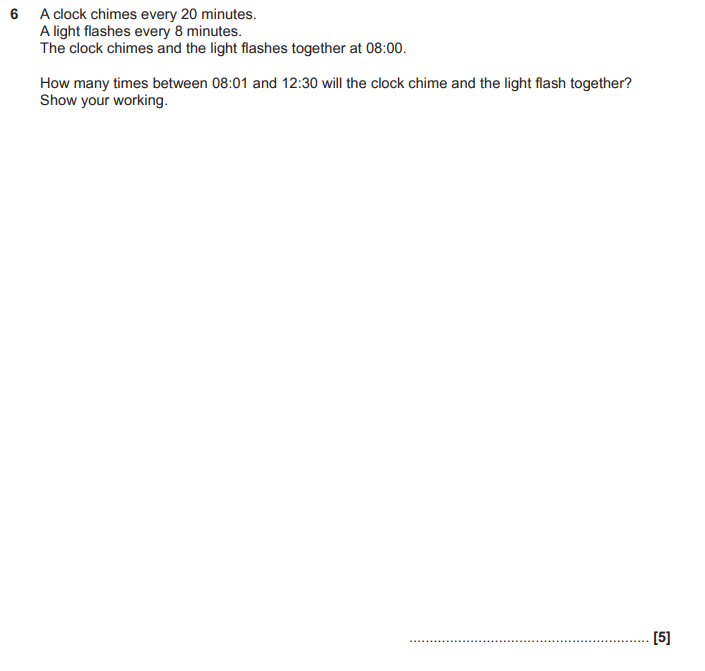 6 A clock chimes every 20 minutes.
A light flashes every 8 minutes.
The clock chimes and the light flashes together at 08:00.
How many times between 08:01 and 12:30 will the clock chime and the light flash together?
Show your working.
............................................................ [5]